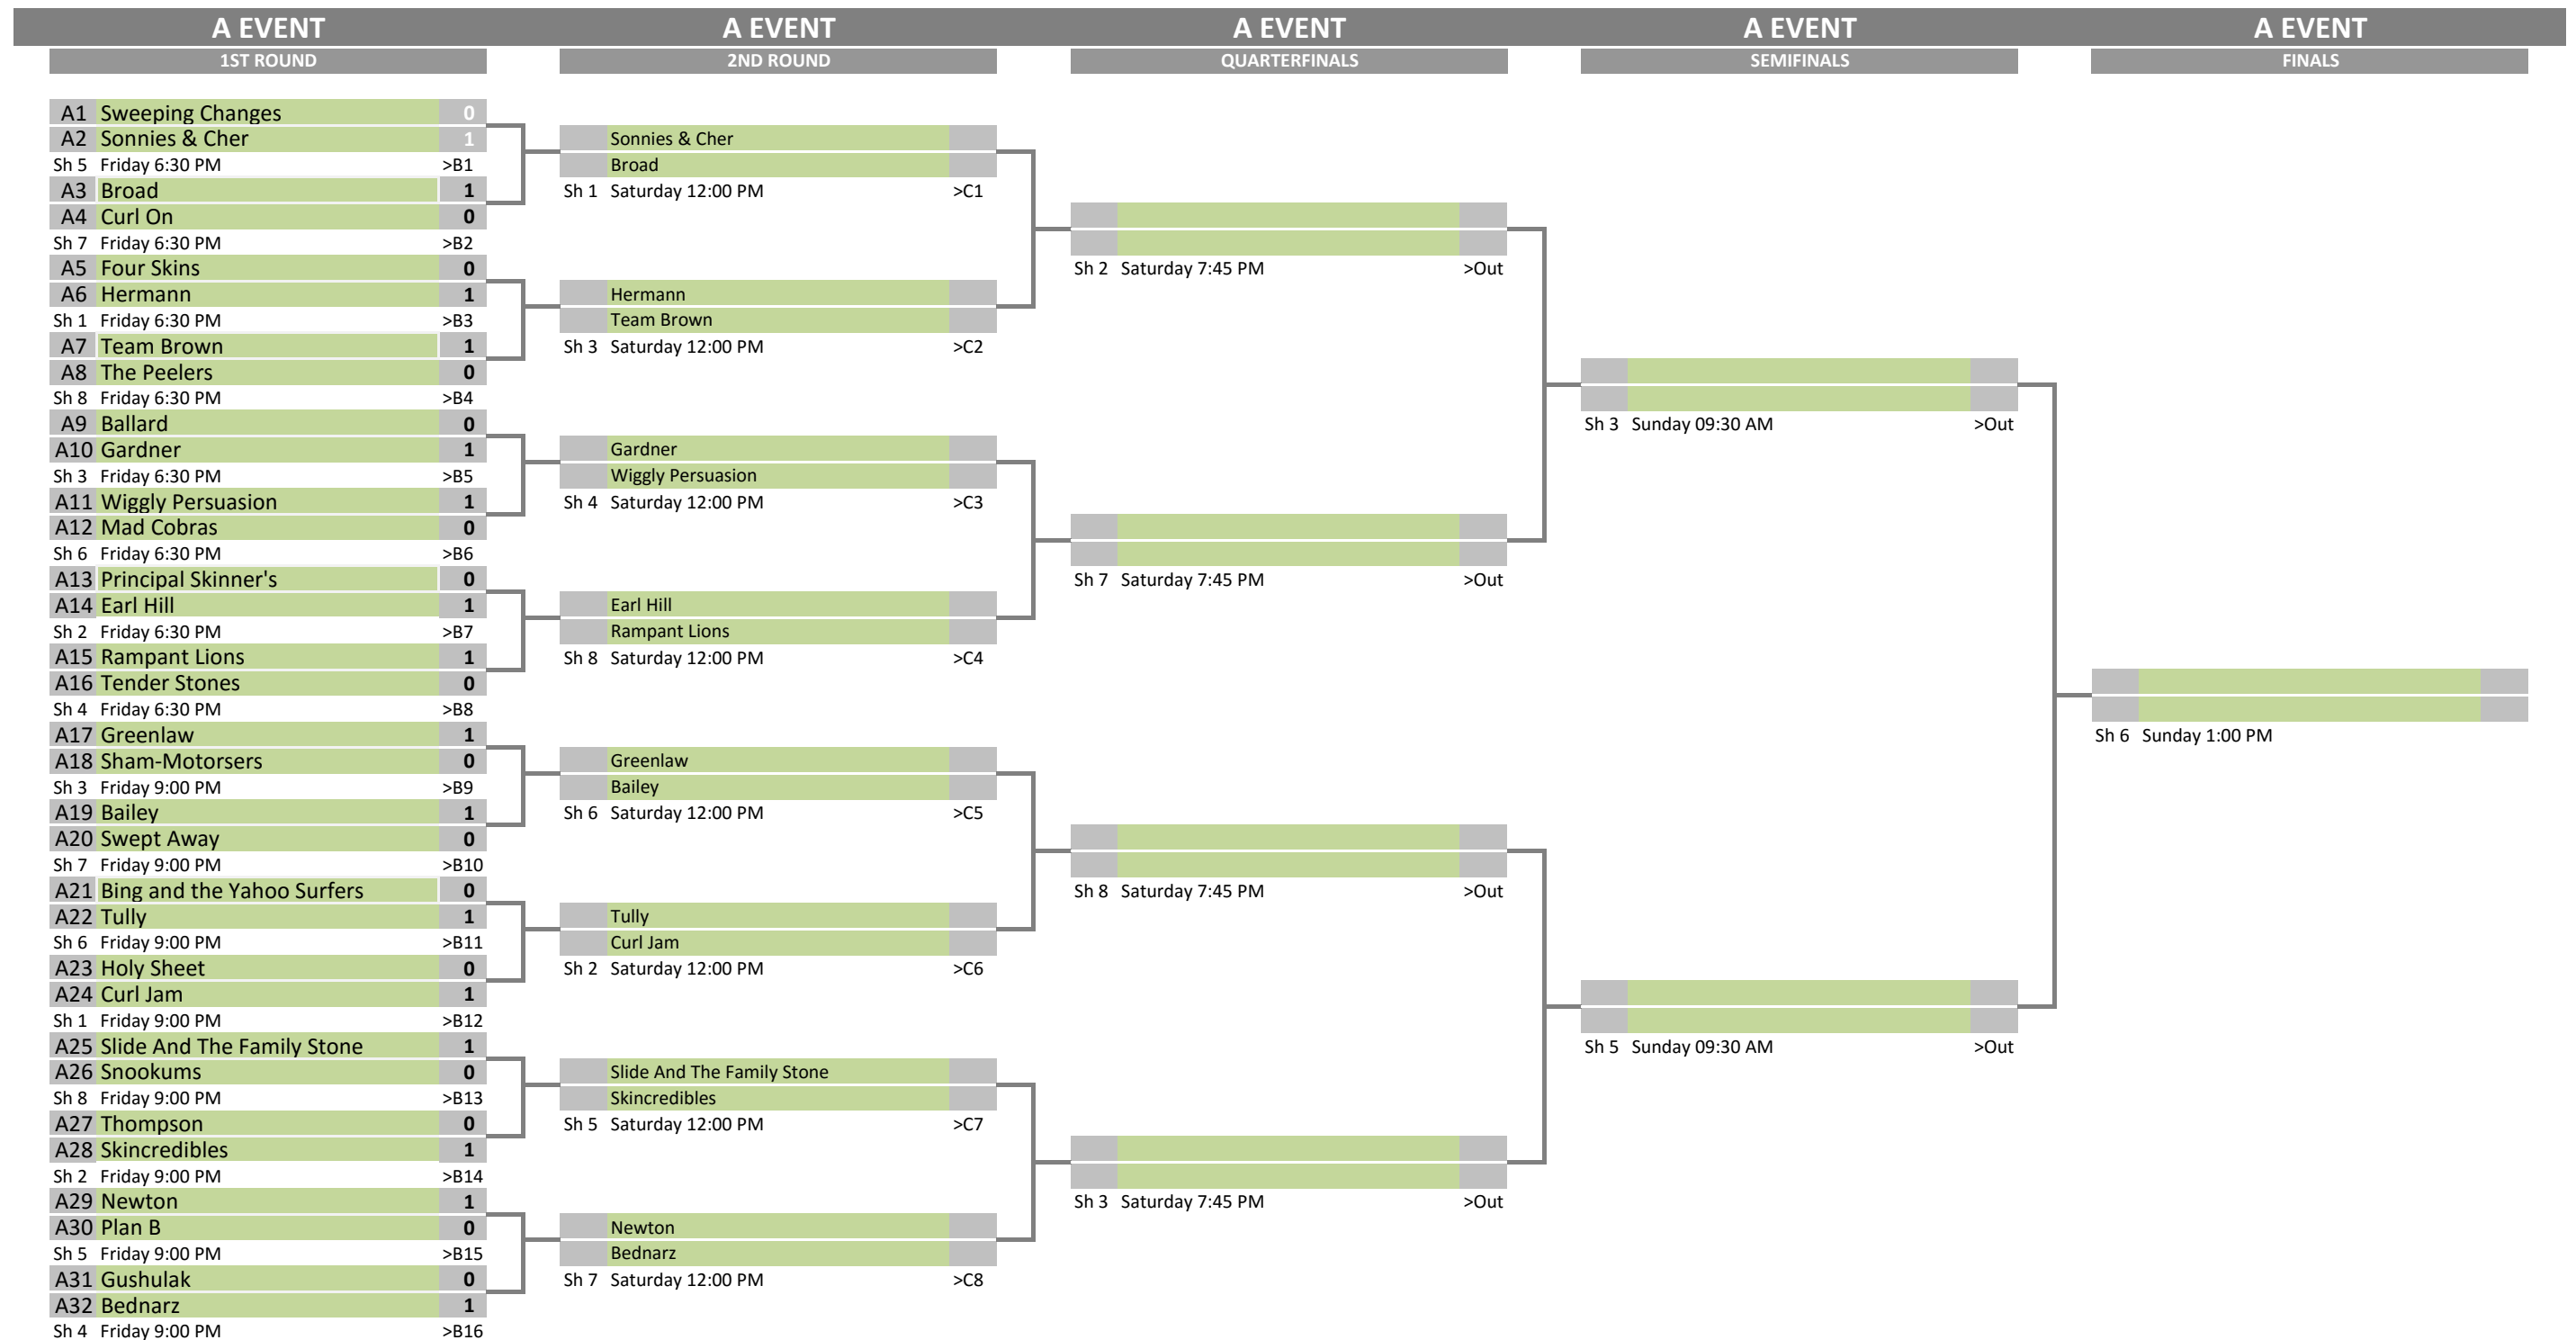 A EVENT A EVENT A EVENT A EVENT A EVENT
1ST ROUND 2ND ROUND QUARTERFINALS SEMIFINALS FINALS
A1 Sweeping Changes 0
A2 Sonnies & Cher 1
Sh 5 Friday 6:30 PM >B1
A3 Broad 1
A4 Curl On 0
Sh 7 Friday 6:30 PM >B2
A5 Four Skins 0
A6 Hermann 1
Sh 1 Friday 6:30 PM >B3
A7 Team Brown 1
A8 The Peelers 0
Sh 8 Friday 6:30 PM >B4
A9 Ballard 0
A10 Gardner 1
Sh 3 Friday 6:30 PM >B5
A11 Wiggly Persuasion 1
A12 Mad Cobras 0
Sh 6 Friday 6:30 PM >B6
A13 Principal Skinner's 0
A14 Earl Hill 1
Sh 2 Friday 6:30 PM >B7
A15 Rampant Lions 1
A16 Tender Stones 0
Sh 4 Friday 6:30 PM >B8
A17 Greenlaw 1
A18 Sham-Motorsers 0
Sh 3 Friday 9:00 PM >B9
A19 Bailey 1
A20 Swept Away 0
Sh 7 Friday 9:00 PM >B10
A21 Bing and the Yahoo Surfers 0
A22 Tully 1
Sh 6 Friday 9:00 PM >B11
A23 Holy Sheet 0
A24 Curl Jam 1
Sh 1 Friday 9:00 PM >B12
A25 Slide And The Family Stone 1
A26 Snookums 0
Sh 8 Friday 9:00 PM >B13
A27 Thompson 0
A28 Skincredibles 1
Sh 2 Friday 9:00 PM >B14
A29 Newton 1
A30 Plan B 0
Sh 5 Friday 9:00 PM >B15
A31 Gushulak 0
A32 Bednarz 1
Sh 4 Friday 9:00 PM >B16
Sonnies & Cher
Broad
Sh 1 Saturday 12:00 PM >C1
Hermann
Team Brown
Sh 3 Saturday 12:00 PM >C2
Gardner
Wiggly Persuasion
Sh 4 Saturday 12:00 PM >C3
Earl Hill
Rampant Lions
Sh 8 Saturday 12:00 PM >C4
Greenlaw
Bailey
Sh 6 Saturday 12:00 PM >C5
Tully
Curl Jam
Sh 2 Saturday 12:00 PM >C6
Slide And The Family Stone
Skincredibles
Sh 5 Saturday 12:00 PM >C7
Newton
Bednarz
Sh 7 Saturday 12:00 PM >C8
Sh 2 Saturday 7:45 PM >Out
Sh 7 Saturday 7:45 PM >Out
Sh 8 Saturday 7:45 PM >Out
Sh 3 Saturday 7:45 PM >Out
Sh 3 Sunday 09:30 AM >Out
Sh 5 Sunday 09:30 AM >Out
Sh 6 Sunday 1:00 PM